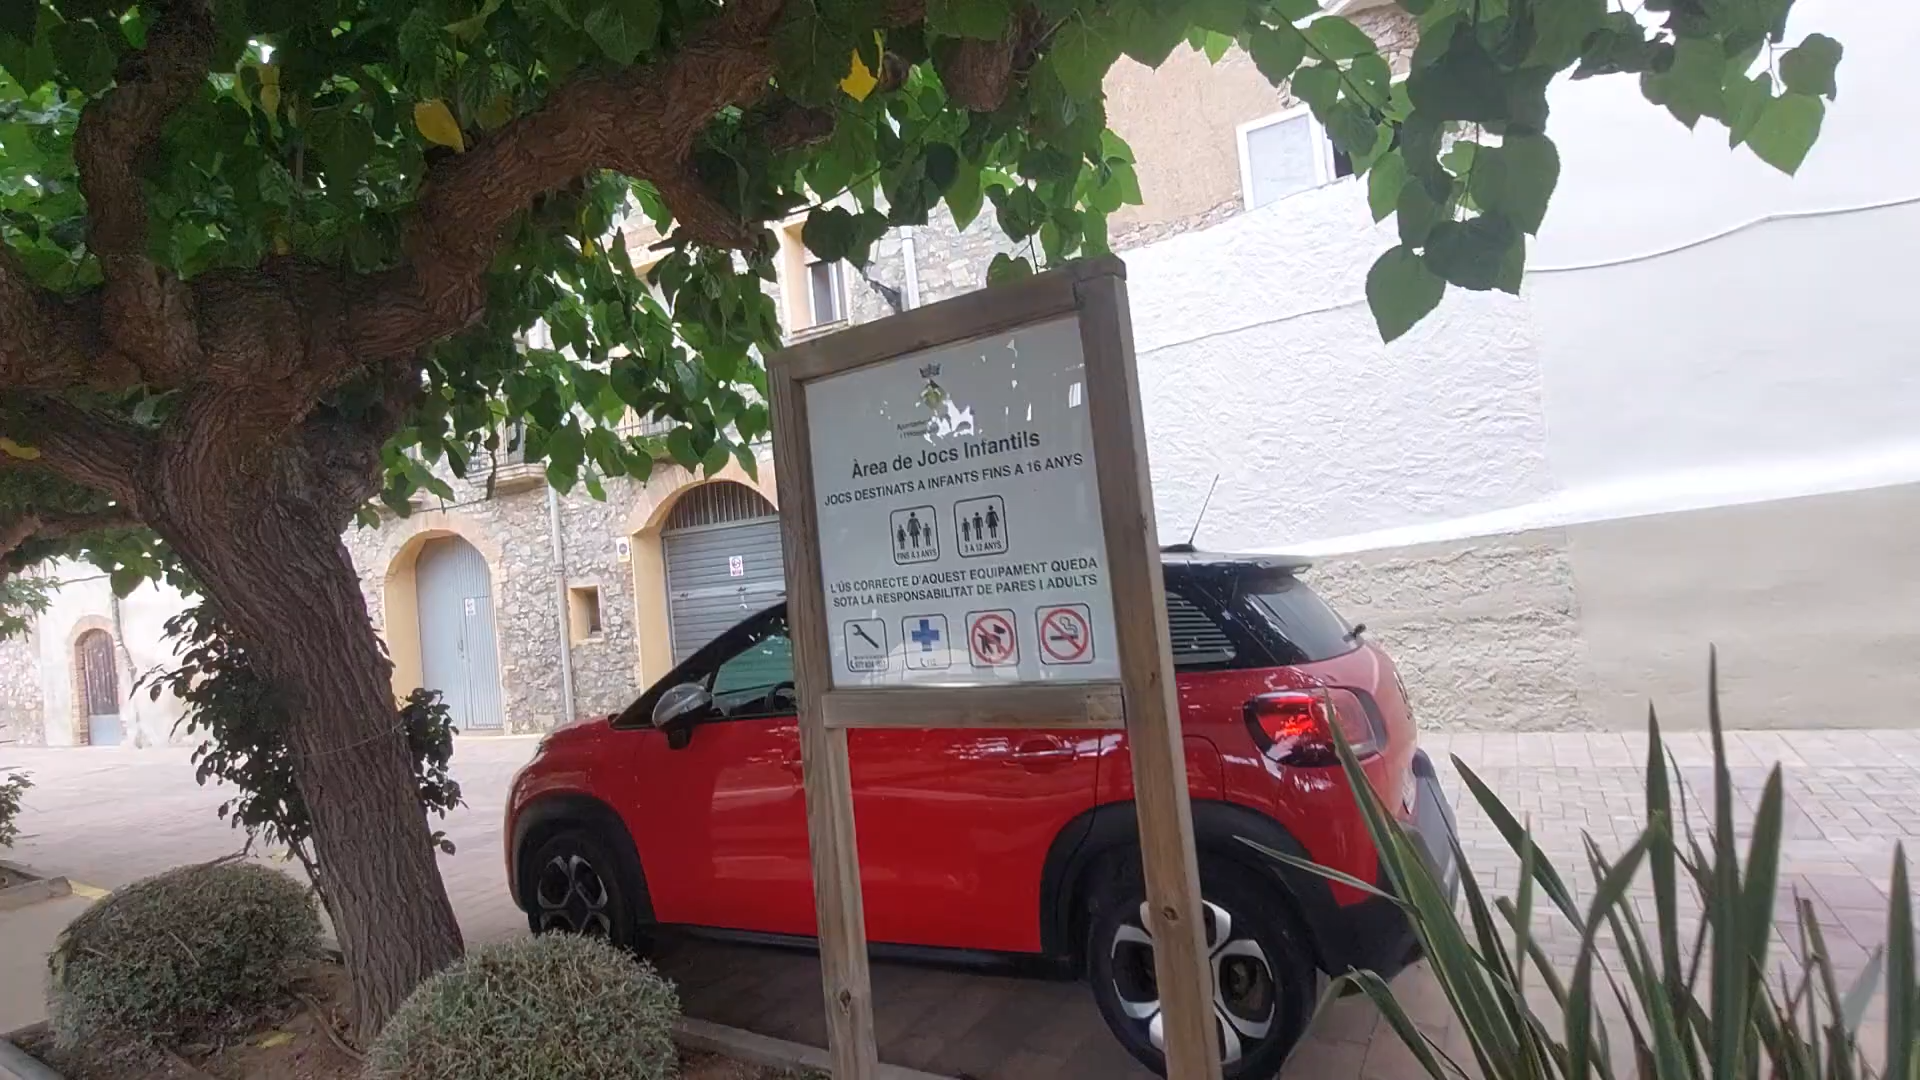 Àrea de Jocs Infantils
JOCS DESTINATS A INFANTS FINS A 16 ANYS
FINS A 3 ANYS
3 A 12 ANYS
L'ÚS CORRECTE D'AQUEST EQUIPAMENT QUEDA
SOTA LA RESPONSABILITAT DE PARES I ADULTS
112